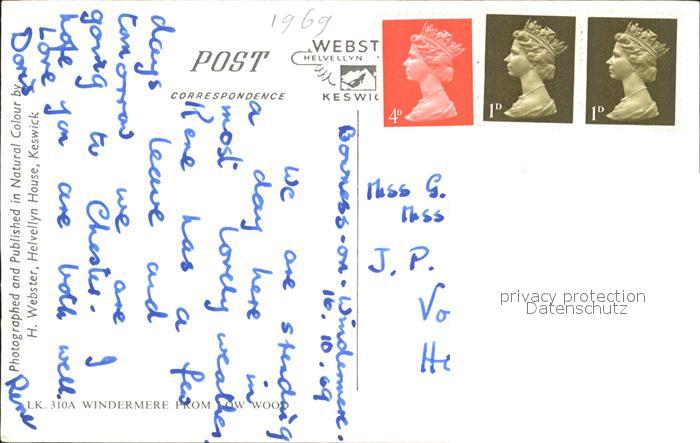 1969
POST
CORRESPONDENCE
WEBST
HELVELLYN
KESWIC
4D
1D
1D
Bowness-on-Windermere.
16.10.69
We are spending
a day here in
most lovely weather.
Rene has a few
days leave and
tomorrow we are
going to Chester. I
hope you are both well.
Love
Doris
Rene
Miss G.
Miss
J. P.
Vo
He
privacy protection
Datenschutz
Photographed and Published in Natural Colour by
H. Webster, Helvellyn House, Keswick
LK. 310A WINDERMERE FROM LOW WOOD